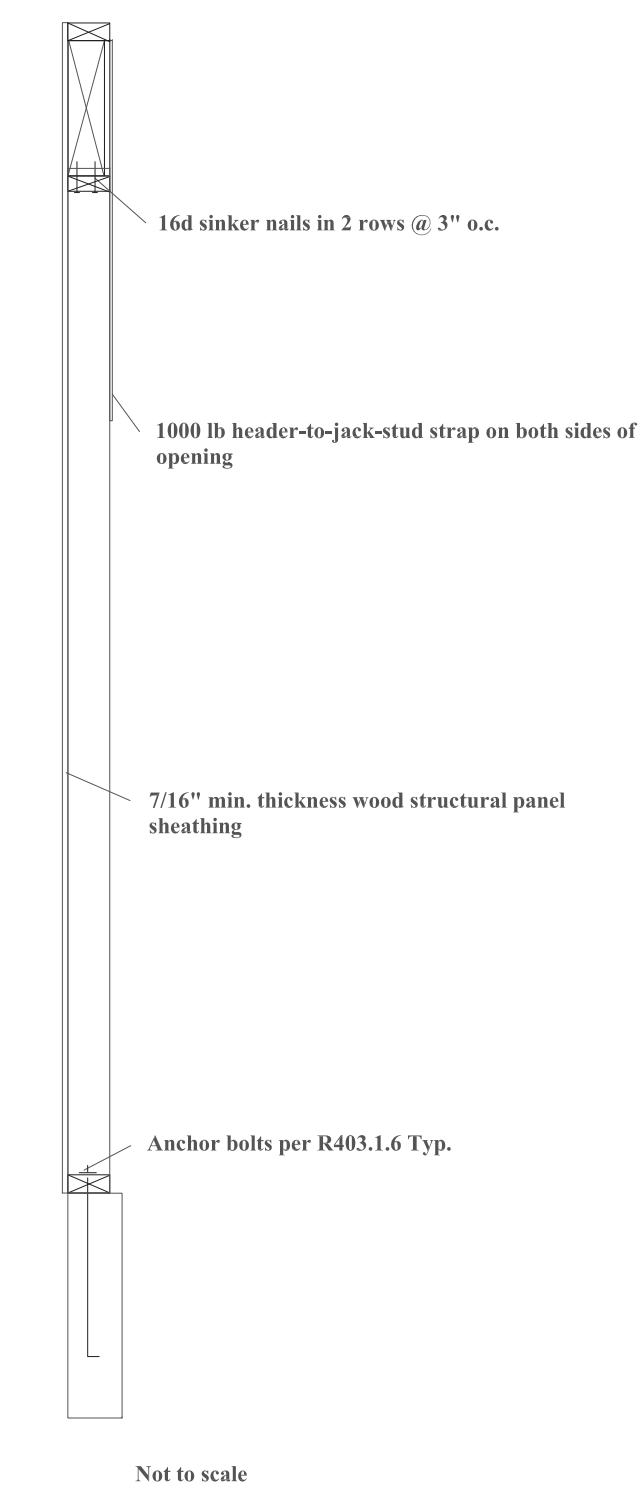 16d sinker nails in 2 rows @ 3" o.c.
1000 lb header-to-jack-stud strap on both sides of
opening
7/16" min. thickness wood structural panel
sheathing
Anchor bolts per R403.1.6 Typ.
Not to scale